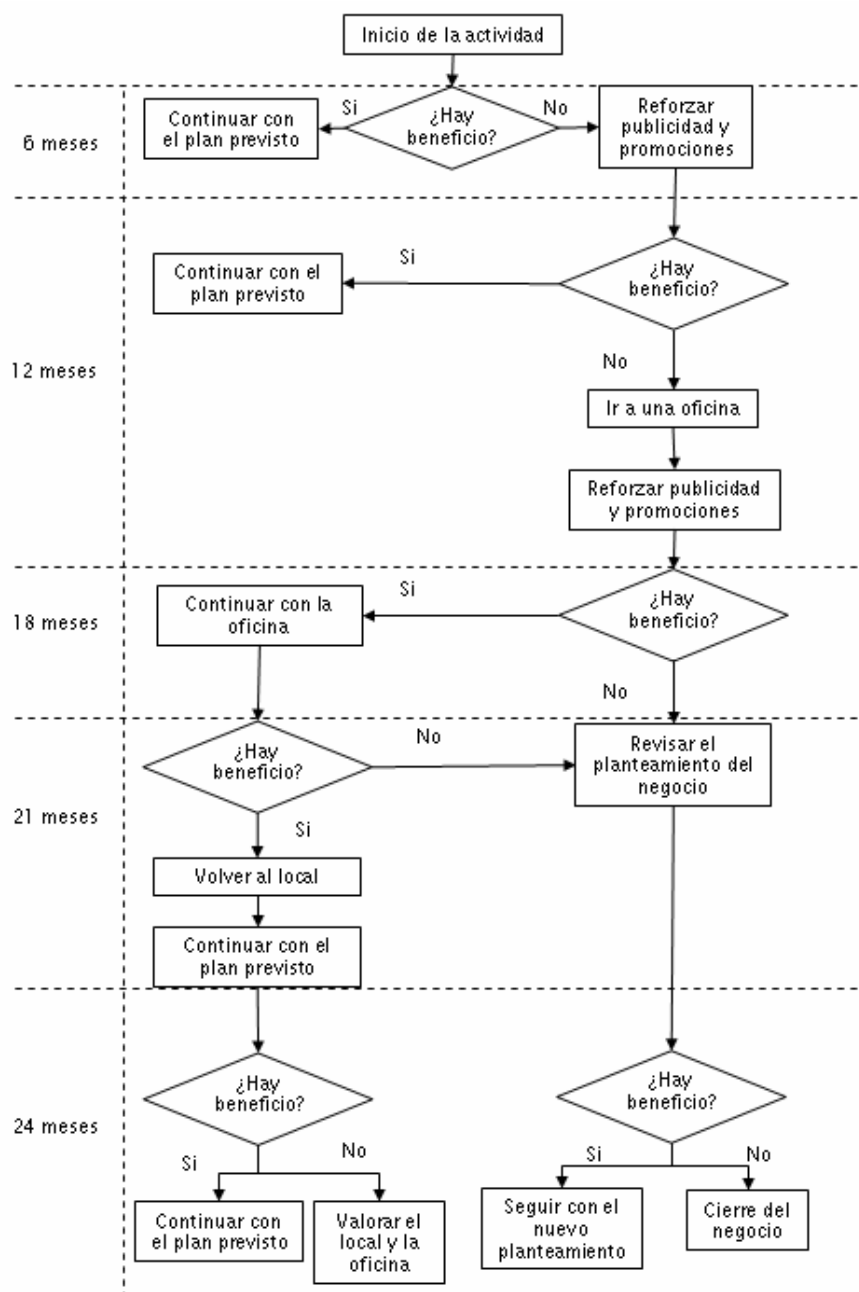 Inicio de la actividad
6 meses
Continuar con
el plan previsto
Si
¿Hay
beneficio?
No
Reforzar
publicidad y
promociones
12 meses
Continuar con el
plan previsto
Si
¿Hay
beneficio?
No
Ir a una oficina
Reforzar publicidad
y promociones
18 meses
Continuar con la
oficina
Si
¿Hay
beneficio?
No
21 meses
¿Hay
beneficio?
No
Revisar el
planteamiento del
negocio
Si
Volver al local
Continuar con el
plan previsto
24 meses
¿Hay
beneficio?
Si
No
Continuar con
el plan previsto
Valorar el
local y la
oficina
¿Hay
beneficio?
Si
No
Seguir con el
nuevo
planteamiento
Cierre del
negocio